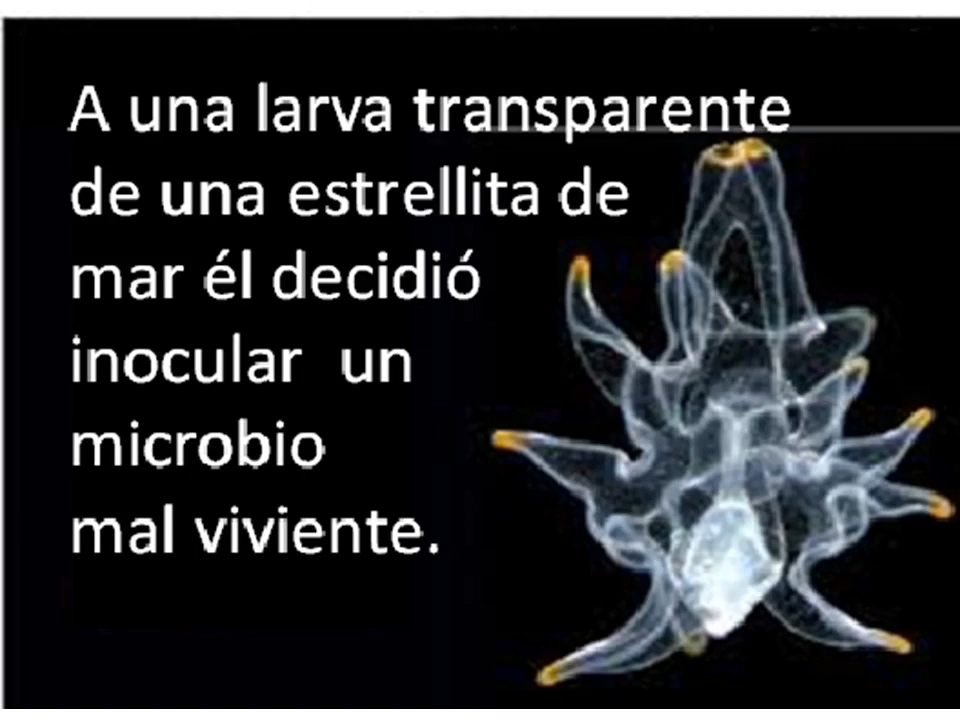 A una larva transparente
de una estrellita de
mar él decidió
inocular un
microbio
mal viviente.